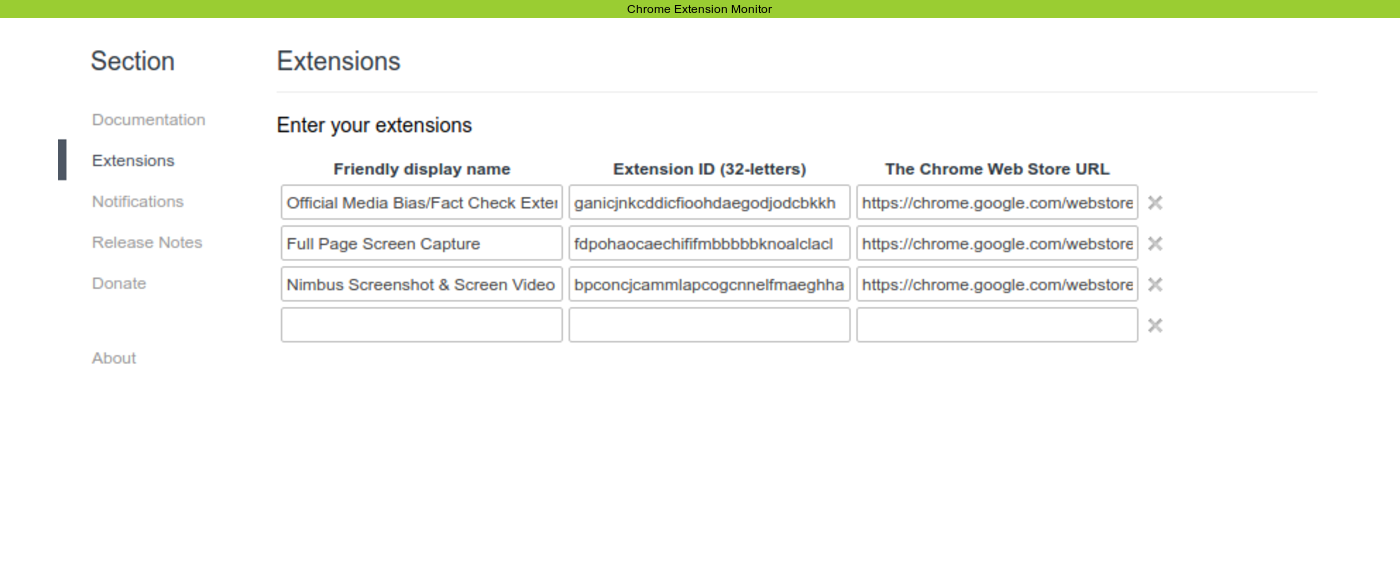 Chrome Extension Monitor
Section
Extensions
Documentation
Extensions
Notifications
Release Notes
Donate
About
Enter your extensions
Friendly display name Extension ID (32-letters) The Chrome Web Store URL
Official Media Bias/Fact Check Exter ganicjnkcddicfioohdaegodjodcbkkh https://chrome.google.com/webstore
Full Page Screen Capture fdpohaocaechififmbbbbbknoalclacl https://chrome.google.com/webstore
Nimbus Screenshot & Screen Video bpconcjcammlapcogcnnelfmaeghha https://chrome.google.com/webstore